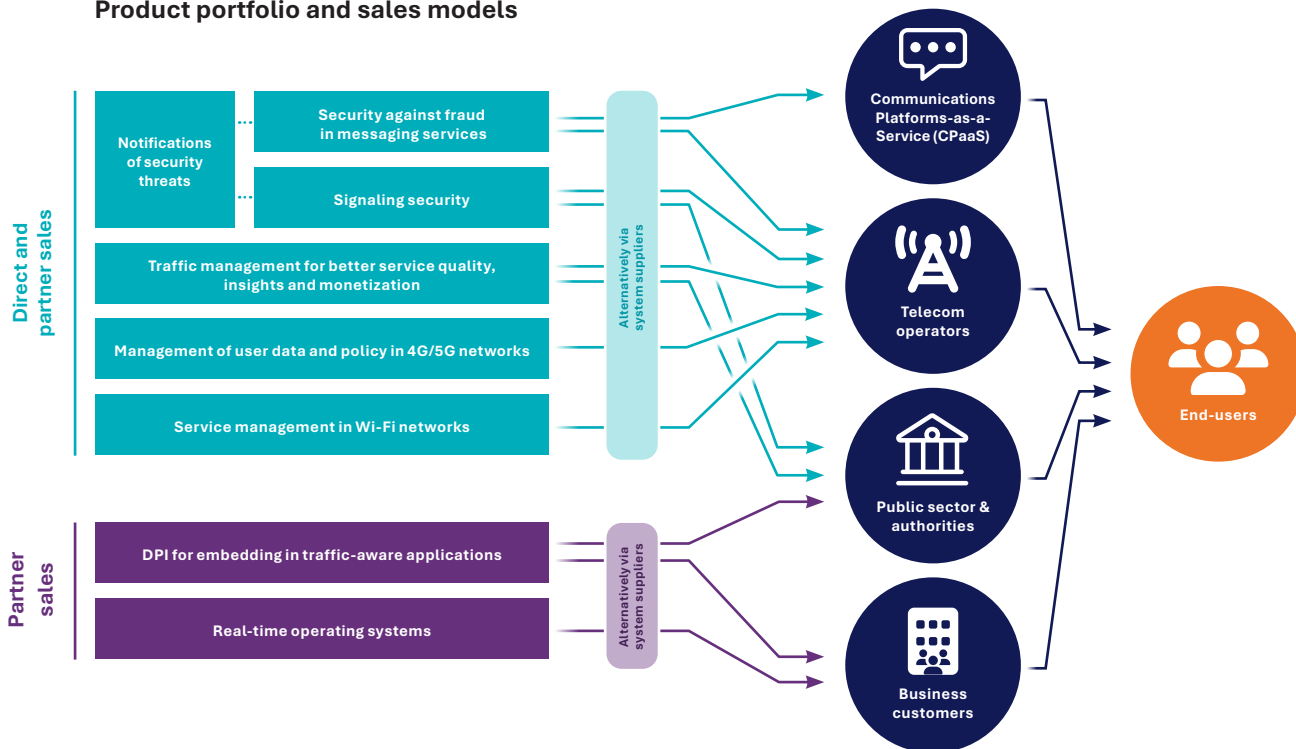 Product portfolio and sales models
Direct and
partner sales
Notifications
of security
threats
Security against fraud
in messaging services
Signaling security
Traffic management for better service quality,
insights and monetization
Management of user data and policy in 4G/5G networks
Service management in Wi-Fi networks
Alternatively via
system suppliers
Partner
sales
DPI for embedding in traffic-aware applications
Real-time operating systems
Alternatively via
system suppliers
Communications
Platforms-as-a-
Service (CPaaS)
Telecom
operators
Public sector &
authorities
Business
customers
End-users